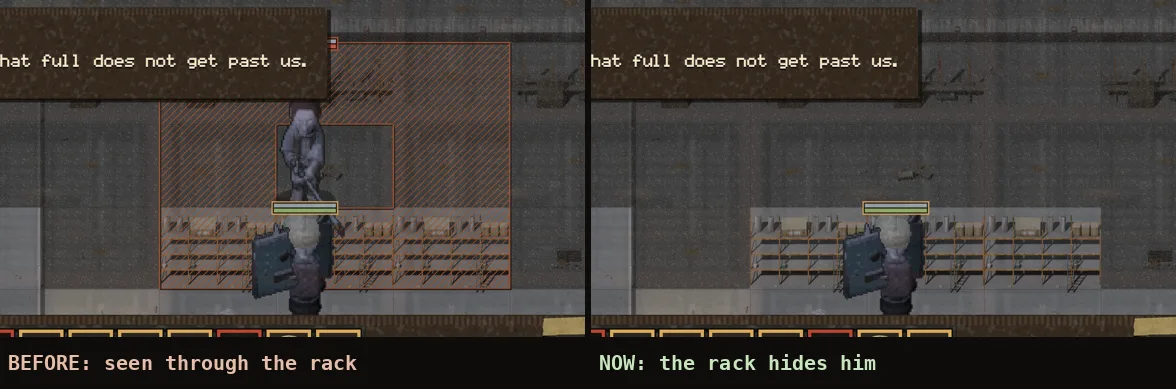 hat full does not get past us.
hat full does not get past us.
BEFORE: seen through the rack
NOW: the rack hides him